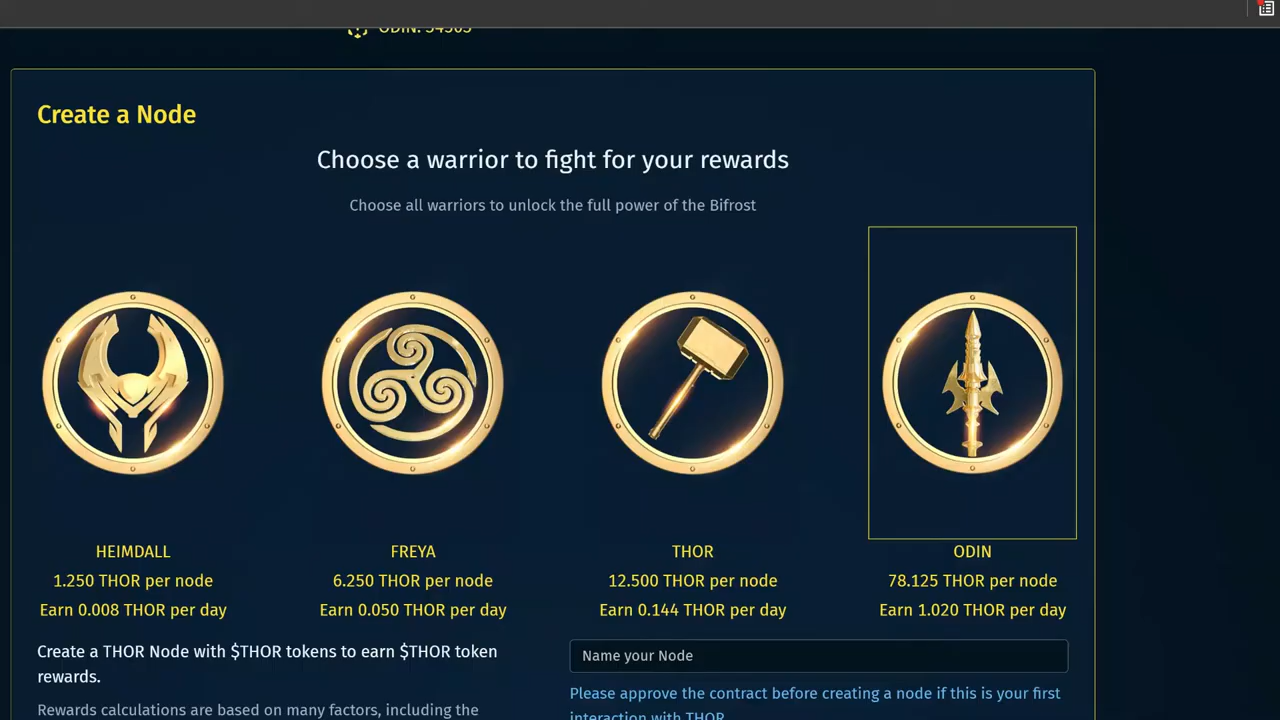 Create a Node
Choose a warrior to fight for your rewards
Choose all warriors to unlock the full power of the Bifrost
HEIMDALL
1.250 THOR per node
Earn 0.008 THOR per day
FREYA
6.250 THOR per node
Earn 0.050 THOR per day
THOR
12.500 THOR per node
Earn 0.144 THOR per day
ODIN
78.125 THOR per node
Earn 1.020 THOR per day
Create a THOR Node with $THOR tokens to earn $THOR token
rewards.
Rewards calculations are based on many factors, including the
Name your Node
Please approve the contract before creating a node if this is your first
interaction with THOR